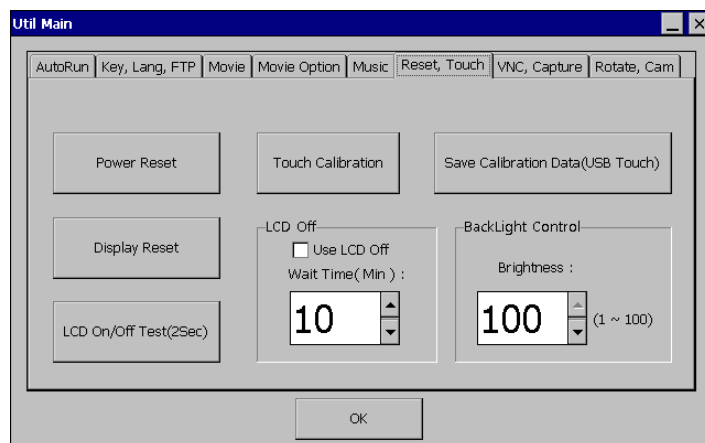 Util Main
AutoRun Key, Lang, FTP Movie Movie Option Music Reset, Touch VNC, Capture Rotate, Cam
Power Reset Touch Calibration Save Calibration Data(USB Touch)
Display Reset
LCD On/Off Test(2Sec)
LCD Off
Use LCD Off
Wait Time( Min ) :
10
BackLight Control
Brightness :
100 (1 ~ 100)
OK